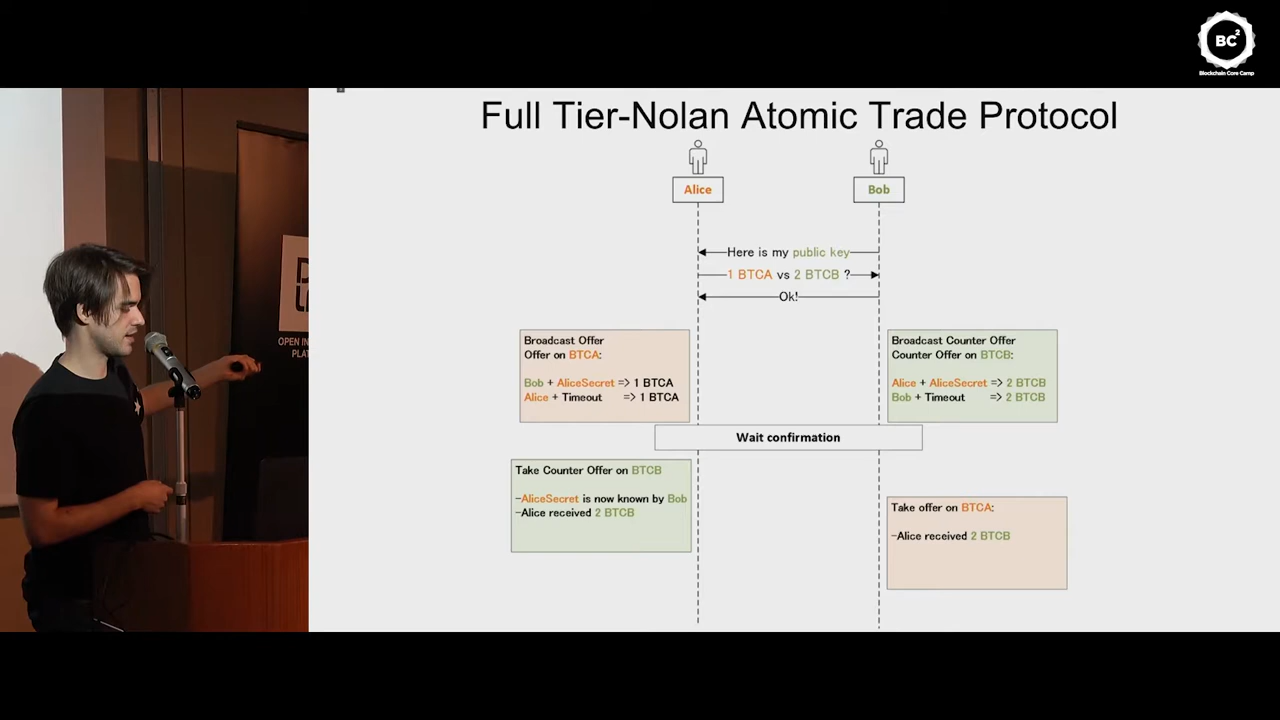 BC²
Blockchain Core Camp
Full Tier-Nolan Atomic Trade Protocol
Alice
Bob
Here is my public key
1 BTCA vs 2 BTCB ?
Ok!
Broadcast Offer
Offer on BTCA:
Bob + AliceSecret => 1 BTCA
Alice + Timeout => 1 BTCA
Broadcast Counter Offer
Counter Offer on BTCB:
Alice + AliceSecret => 2 BTCB
Bob + Timeout => 2 BTCB
Wait confirmation
Take Counter Offer on BTCB
-AliceSecret is now known by Bob
-Alice received 2 BTCB
Take offer on BTCA:
-Alice received 2 BTCB
OPEN IN
PLAT